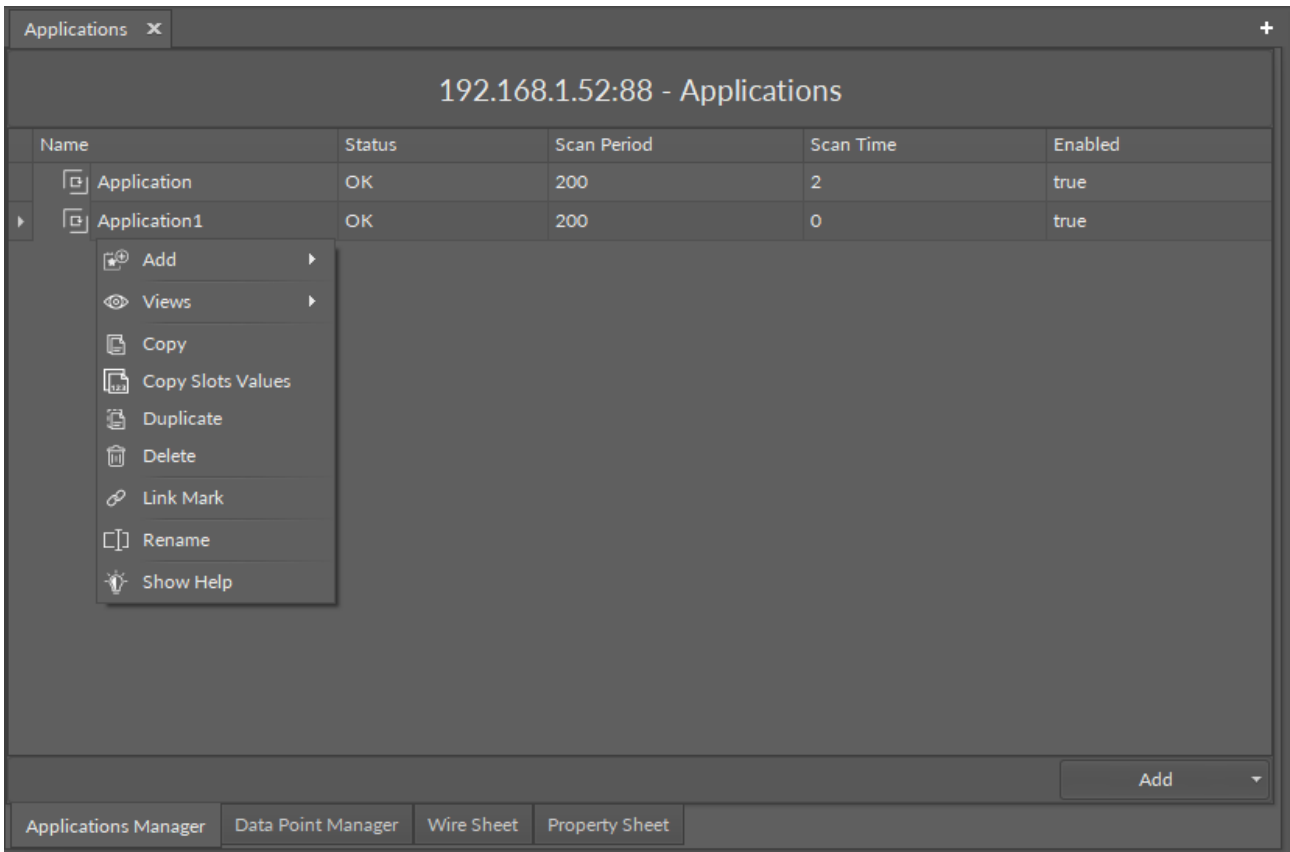 Applications
192.168.1.52:88 - Applications
Name Status Scan Period Scan Time Enabled
Application OK 200 2 true
Application1 OK 200 0 true
Add
Views
Copy
123
Copy Slots Values
Duplicate
Delete
Link Mark
Rename
Show Help
Add
Applications Manager Data Point Manager Wire Sheet Property Sheet